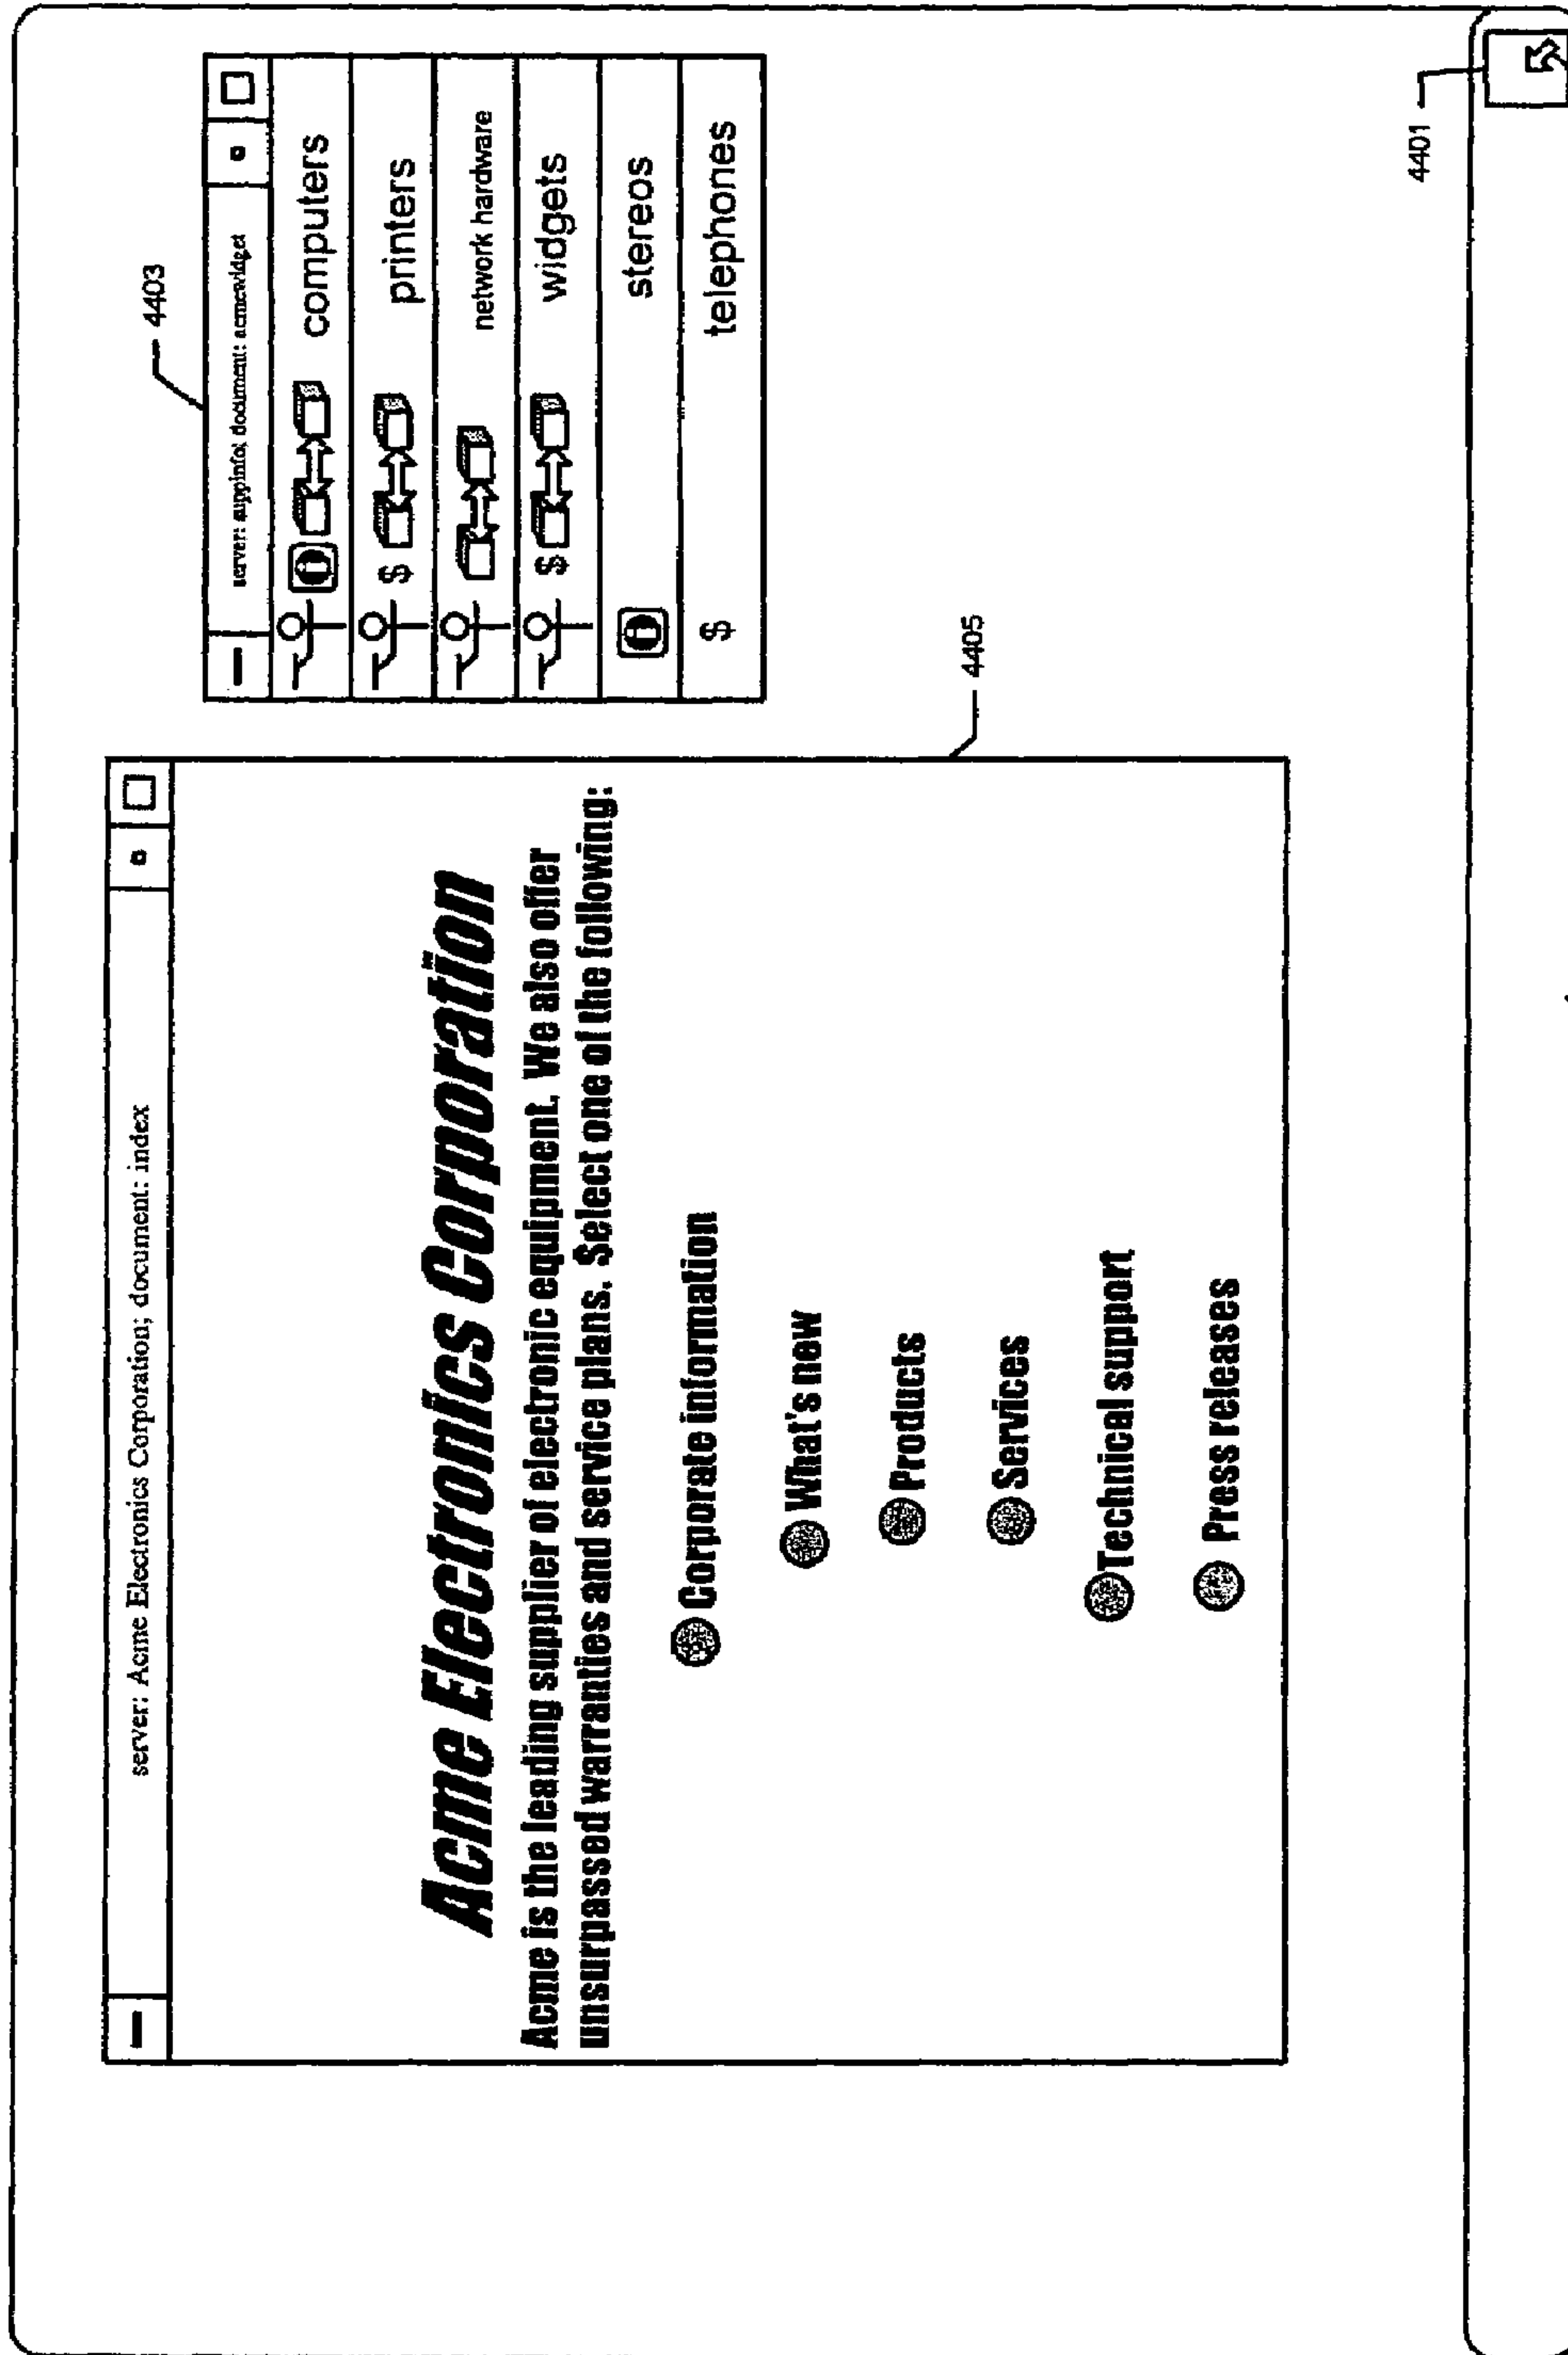 server: Acme Electronics Corporation; document: index
Acme Electronics Corporation
Acme is the leading supplier of electronic equipment. We also offer
unsurpassed warranties and service plans. Select one of the following:
Corporate information
What's new
Products
Services
Technical support
Press releases
4405
4403
server: suppinfo; document: acmewidget
computers
$ printers
network hardware
$ widgets
stereos
$ telephones
4401